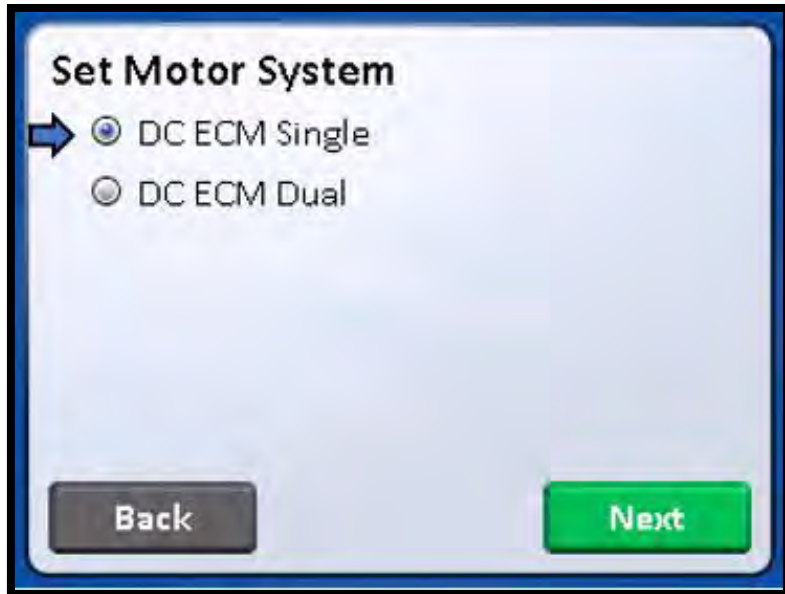 Set Motor System
DC ECM Single
DC ECM Dual
Back
Next